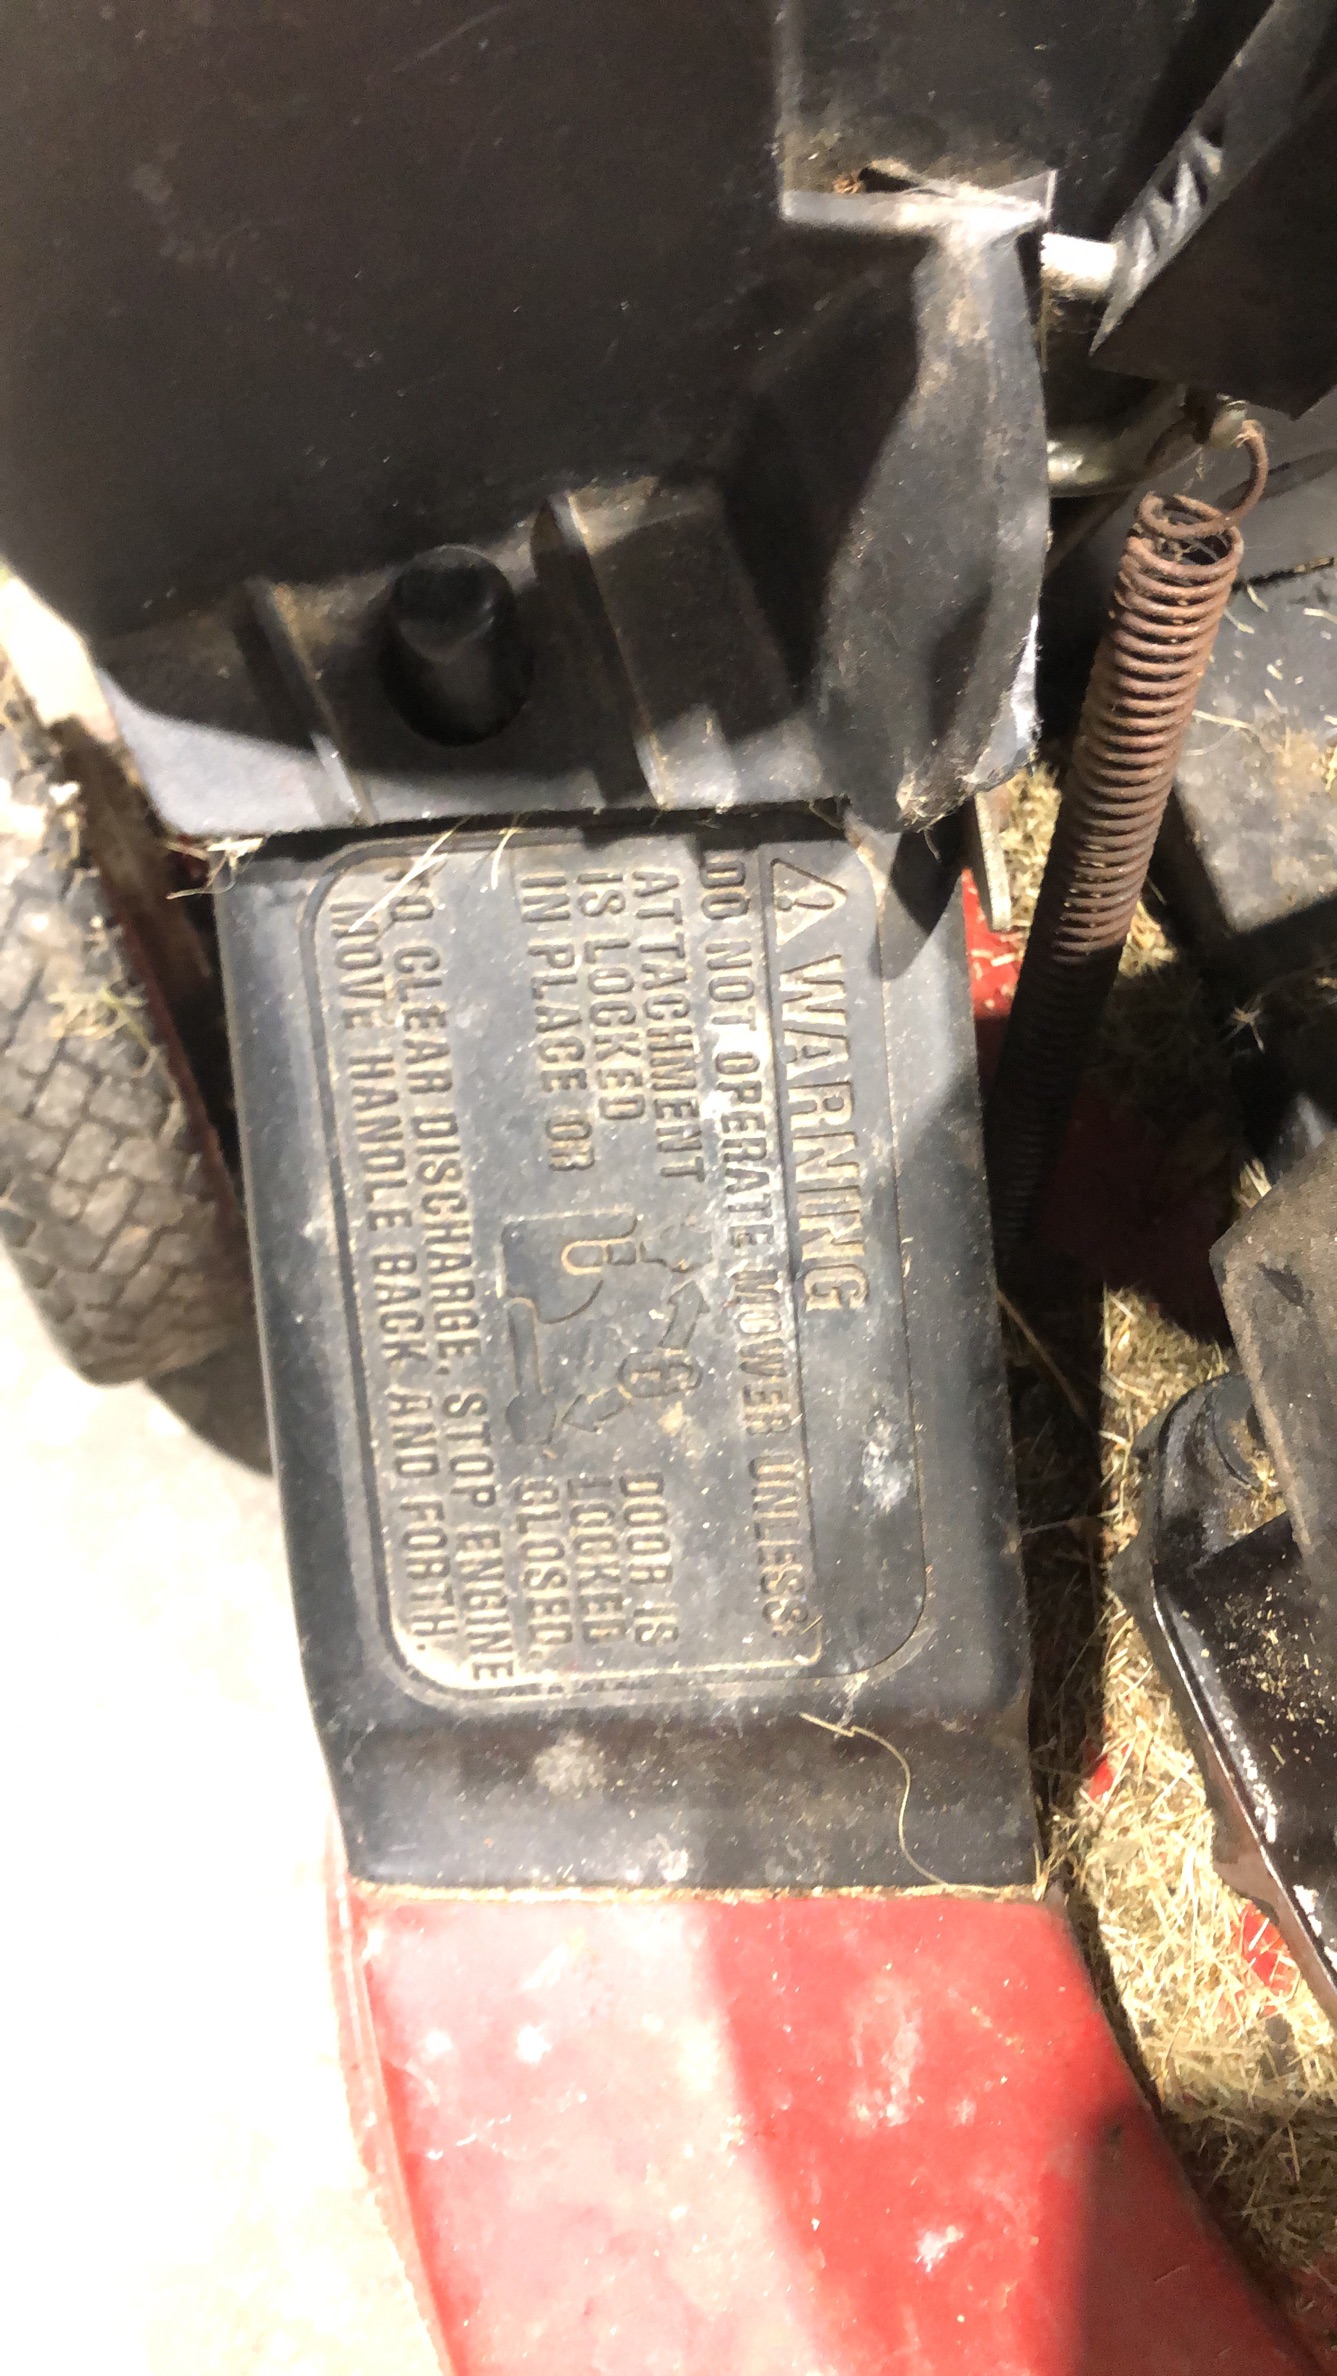 WARNING
DO NOT OPERATE MOWER UNLESS:
ATTACHMENT
IS LOCKED
IN PLACE OR
DOOR IS
LOCKED
CLOSED.
TO CLEAR DISCHARGE, STOP ENGINE
MOVE HANDLE BACK AND FORTH.